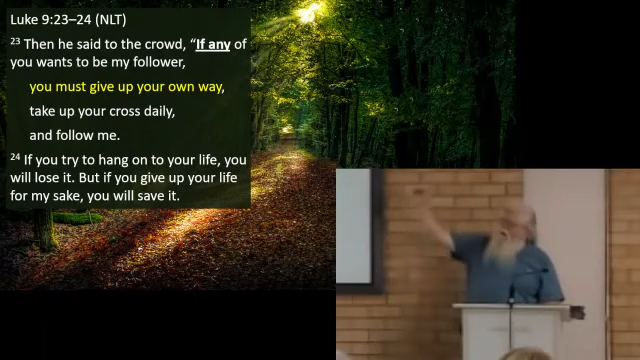 Luke 9:23–24 (NLT)
23 Then he said to the crowd, “If any of
you wants to be my follower,
you must give up your own way,
take up your cross daily,
and follow me.
24 If you try to hang on to your life, you
will lose it. But if you give up your life
for my sake, you will save it.